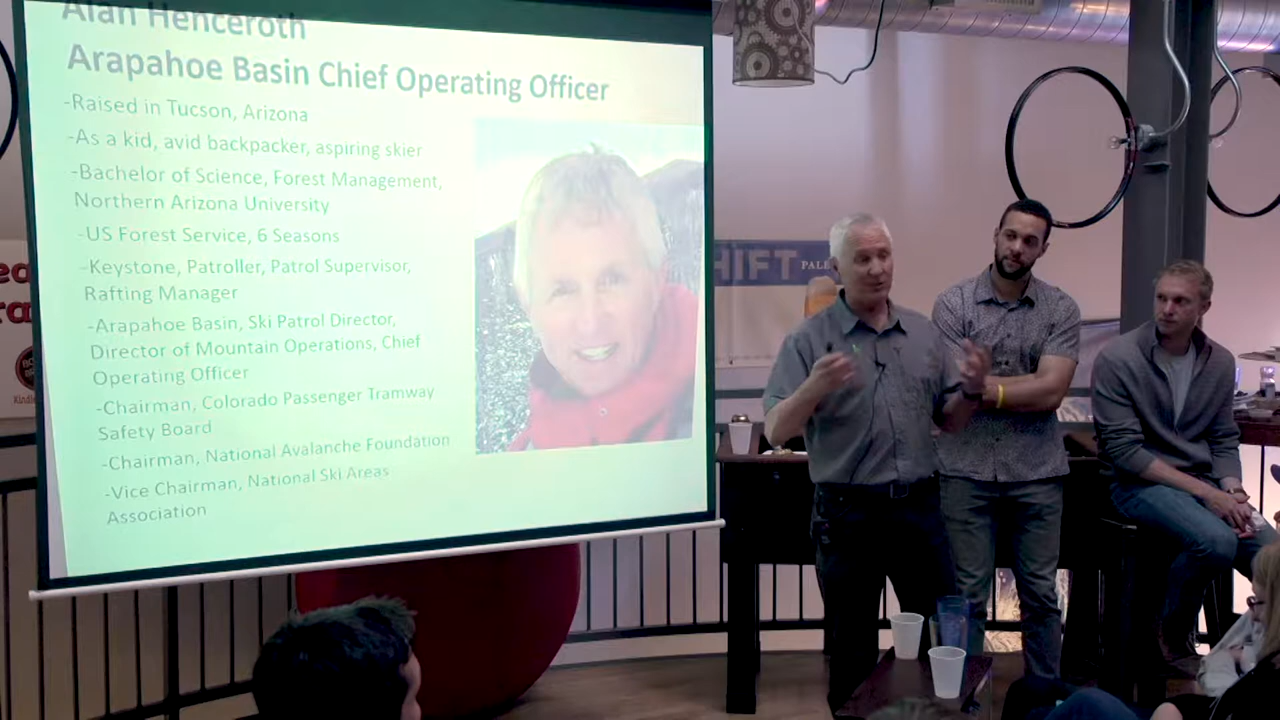 Alan Henceroth
Arapahoe Basin Chief Operating Officer
-Raised in Tucson, Arizona
-As a kid, avid backpacker, aspiring skier
-Bachelor of Science, Forest Management,
Northern Arizona University
-US Forest Service, 6 Seasons
-Keystone, Patroller, Patrol Supervisor,
Rafting Manager
-Arapahoe Basin, Ski Patrol Director,
Director of Mountain Operations, Chief
Operating Officer
-Chairman, Colorado Passenger Tramway
Safety Board
-Chairman, National Avalanche Foundation
-Vice Chairman, National Ski Areas
Association
HIFT PALE